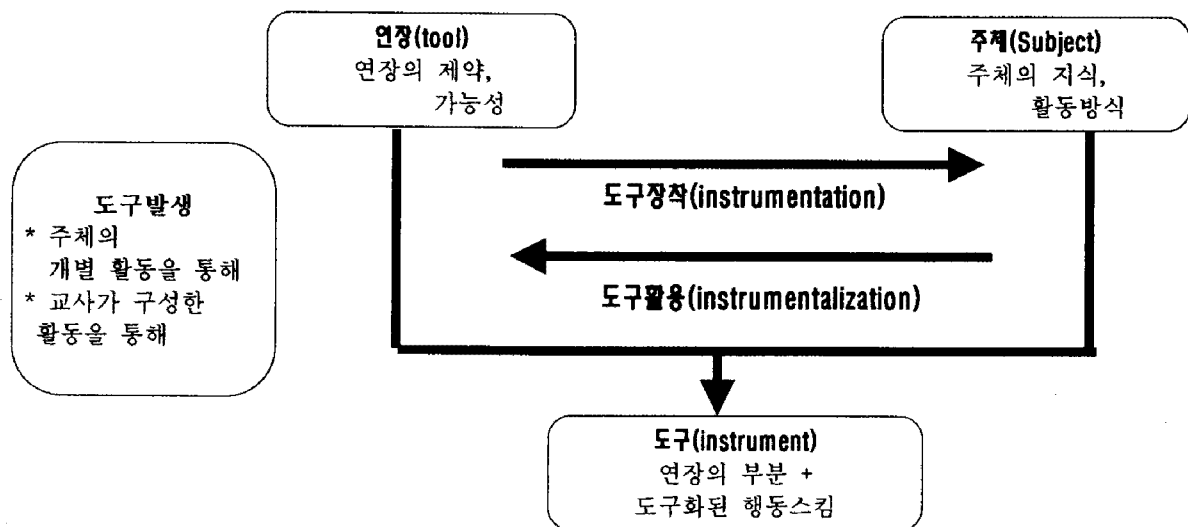 연장(tool)
연장의 제약,
가능성
주체(Subject)
주체의 지식,
활동방식
도구장착(instrumentation)
도구발생
* 주체의
개별 활동을 통해
* 교사가 구성한
활동을 통해
도구활용(instrumentalization)
도구(instrument)
연장의 부분 +
도구화된 행동스킴